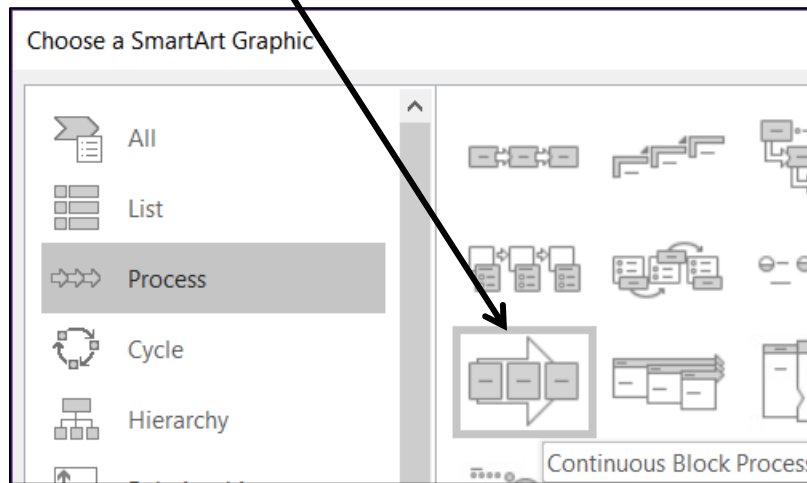 Choose a SmartArt Graphic
All
List
Process
Cycle
Hierarchy
Continuous Block Process